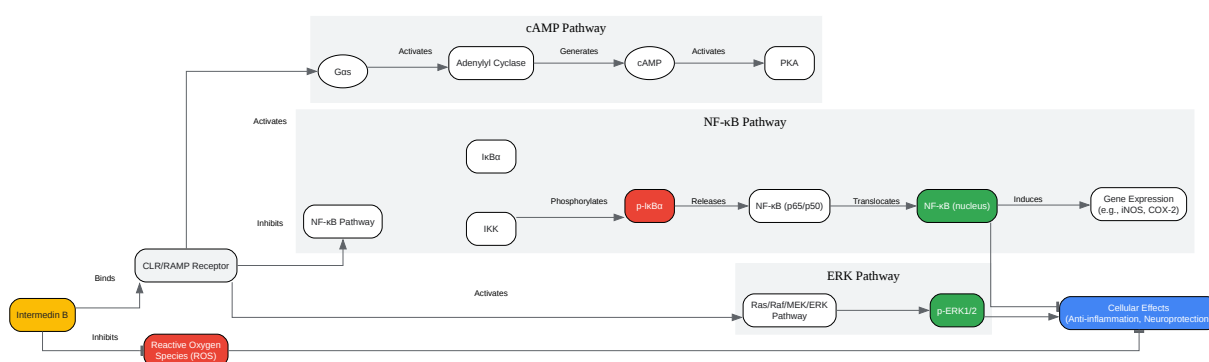 cAMP Pathway
Gαs
Activates
Adenylyl Cyclase
Generates
cAMP
Activates
PKA
Activates
NF-κB Pathway
IκBα
Inhibits
NF-κB Pathway
IKK
Phosphorylates
p-IκBα
Releases
NF-κB (p65/p50)
Translocates
NF-κB (nucleus)
Induces
Gene Expression
(e.g., iNOS, COX-2)
CLR/RAMP Receptor
Binds
Intermedin B
Activates
ERK Pathway
Ras/Raf/MEK/ERK
Pathway
p-ERK1/2
Cellular Effects
(Anti-inflammation, Neuroprotection
Inhibits
Reactive Oxygen
Species (ROS)